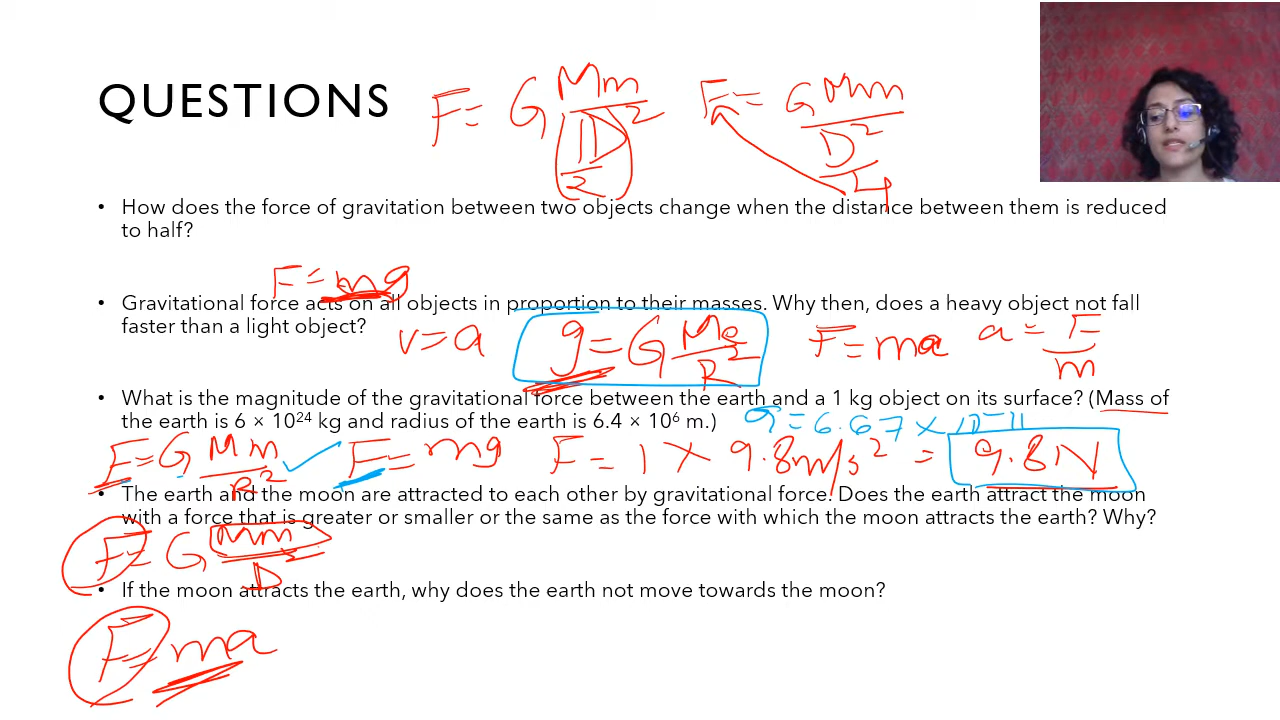 QUESTIONS
F = G Mm / (D/2)²
F = G Mm / D²/4
• How does the force of gravitation between two objects change when the distance between them is reduced
to half?
F = mg
• Gravitational force acts on all objects in proportion to their masses. Why then, does a heavy object not fall
faster than a light object?
v = a
g = G Me / R²
F = ma
a = F / m
• What is the magnitude of the gravitational force between the earth and a 1 kg object on its surface? (Mass of
the earth is 6 × 10²⁴ kg and radius of the earth is 6.4 × 10⁶ m.)
G = 6.67 × 10⁻¹¹
F = G Mm / R²
F = mg
F = 1 × 9.8 m/s² = 9.8 N
• The earth and the moon are attracted to each other by gravitational force. Does the earth attract the moon
with a force that is greater or smaller or the same as the force with which the moon attracts the earth? Why?
F = G Mm / D²
• If the moon attracts the earth, why does the earth not move towards the moon?
F = ma